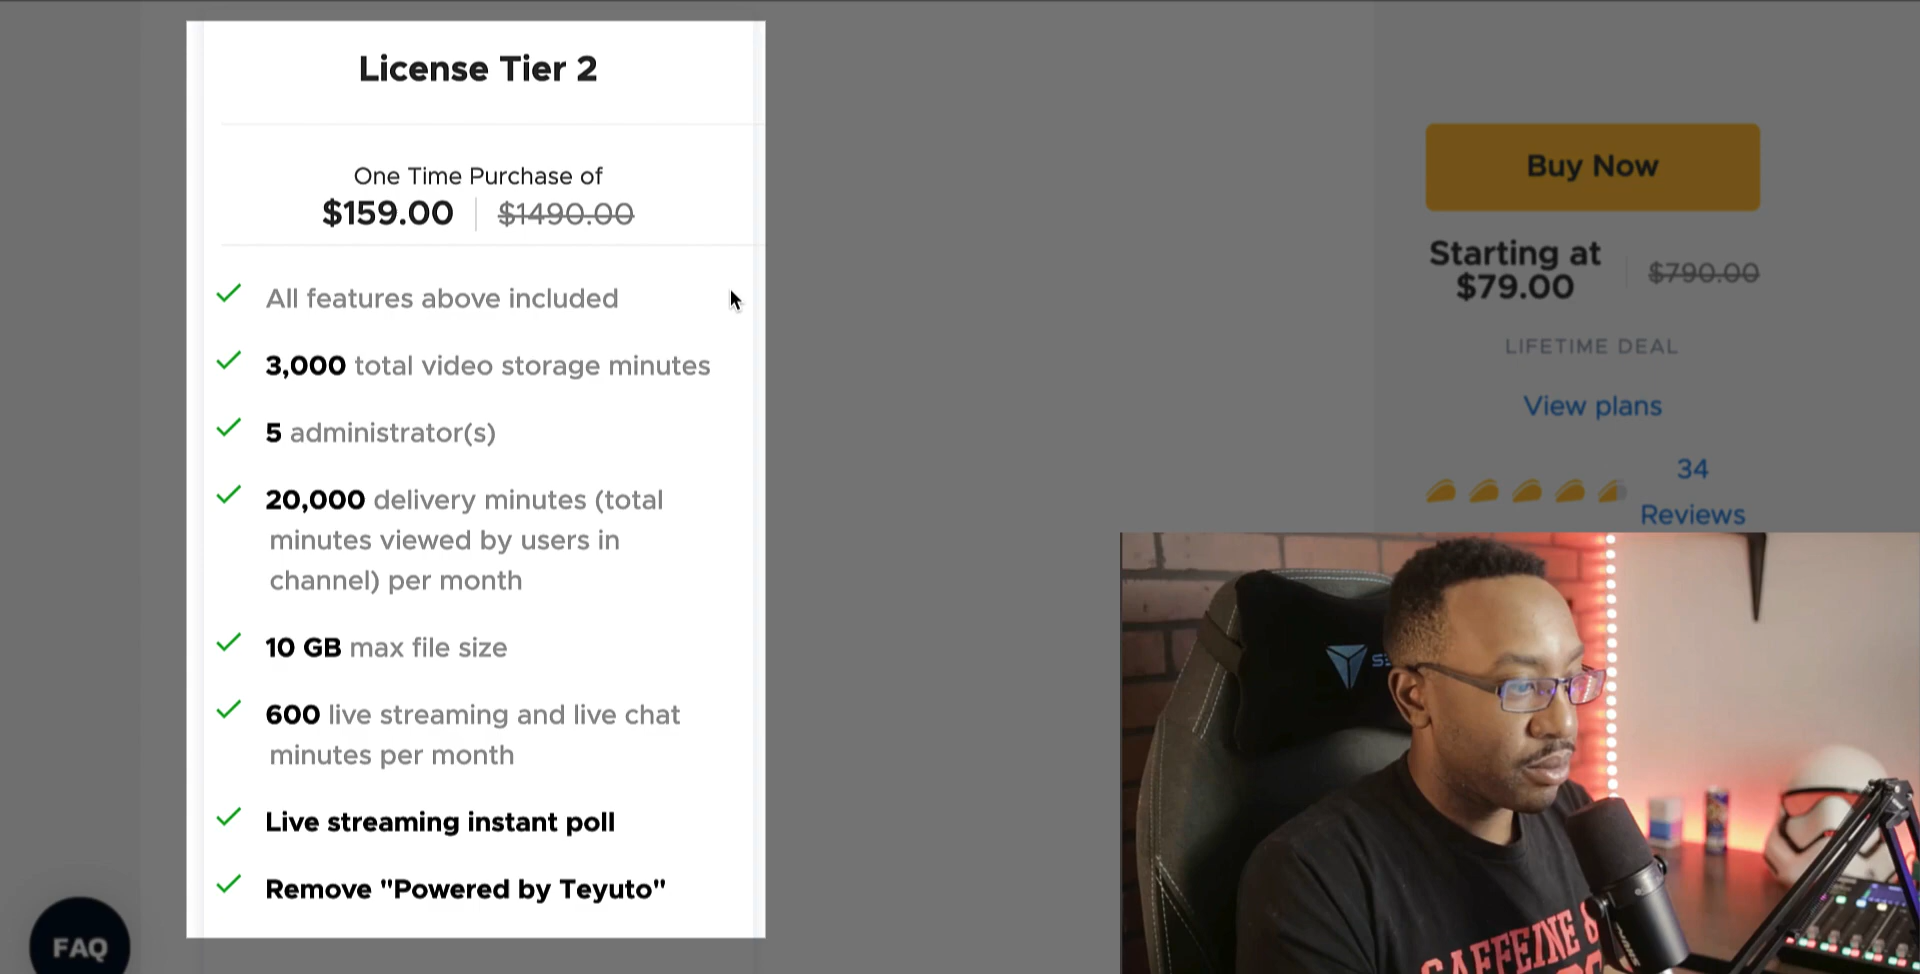 License Tier 2
One Time Purchase of
$159.00 $1490.00
All features above included
3,000 total video storage minutes
5 administrator(s)
20,000 delivery minutes (total
minutes viewed by users in
channel) per month
10 GB max file size
600 live streaming and live chat
minutes per month
Live streaming instant poll
Remove "Powered by Teyuto"
FAQ
Buy Now
Starting at
$79.00 $790.00
LIFETIME DEAL
View plans
34
Reviews
CAFFEINE &